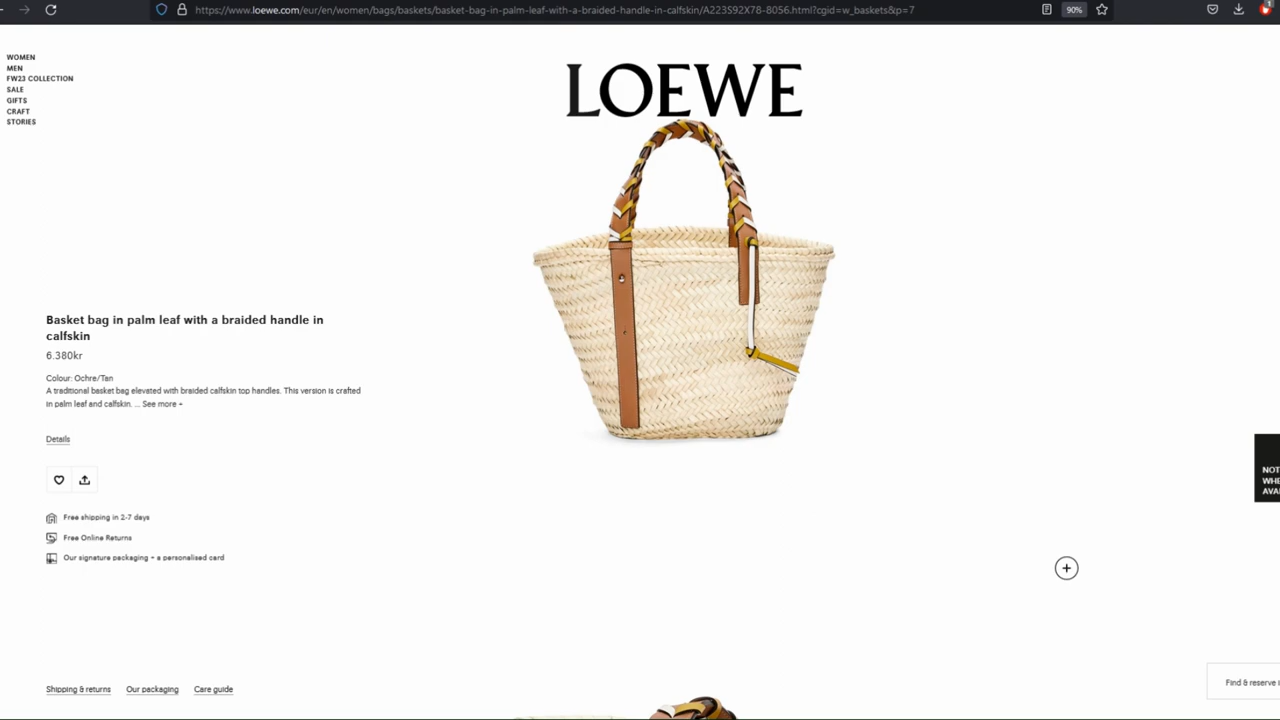 https://www.loewe.com/eur/en/women/bags/baskets/basket-bag-in-palm-leaf-with-a-braided-handle-in-calfskin/A223S92X78-8056.html?cgid=w_baskets&p=7
90%
1
WOMEN
MEN
FW23 COLLECTION
SALE
GIFTS
CRAFT
STORIES
LOEWE
Basket bag in palm leaf with a braided handle in
calfskin
6.380kr
Colour: Ochre/Tan
A traditional basket bag elevated with braided calfskin top handles. This version is crafted
in palm leaf and calfskin. ... See more +
Details
Free shipping in 2-7 days
Free Online Returns
Our signature packaging + a personalised card
NOT
WHE
AVAI
Shipping & returns
Our packaging
Care guide
Find & reserve i